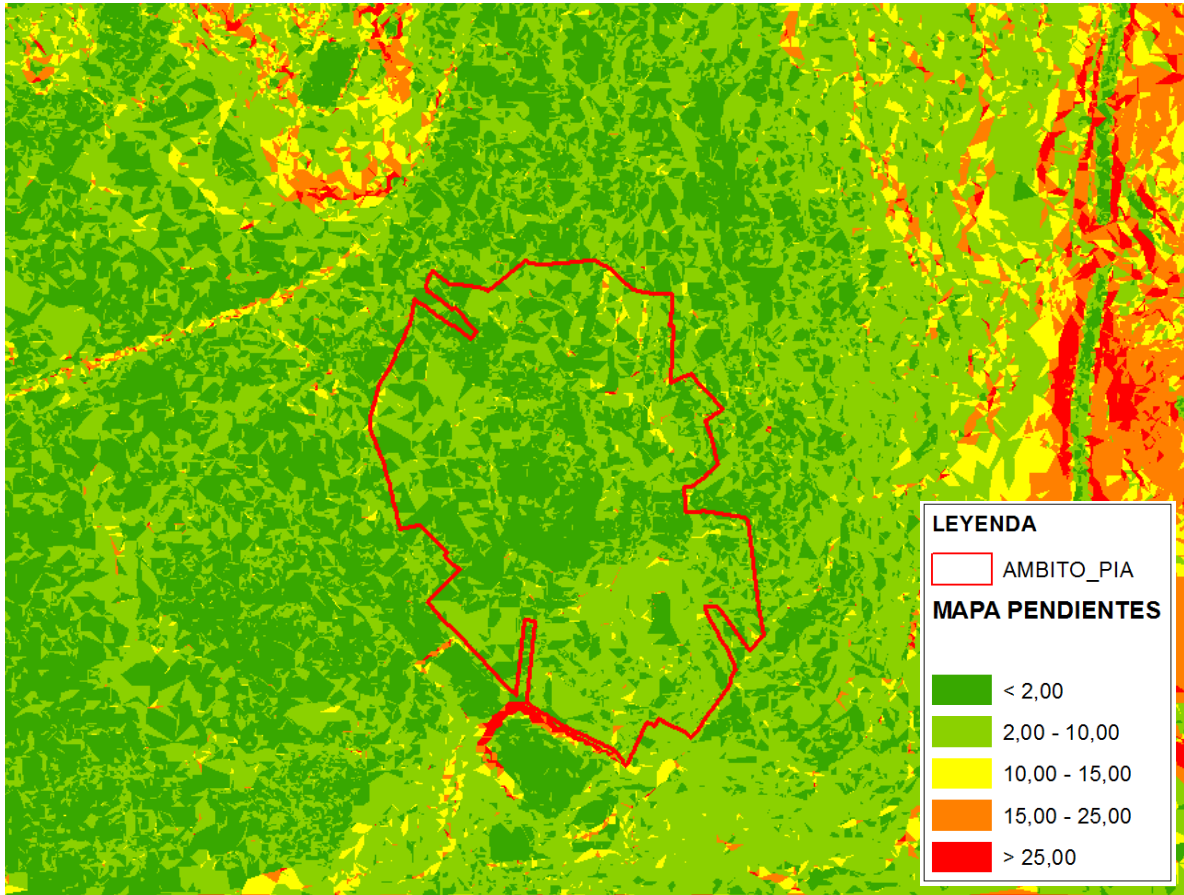 LEYENDA
AMBITO_PIA
MAPA PENDIENTES
< 2,00
2,00 - 10,00
10,00 - 15,00
15,00 - 25,00
> 25,00